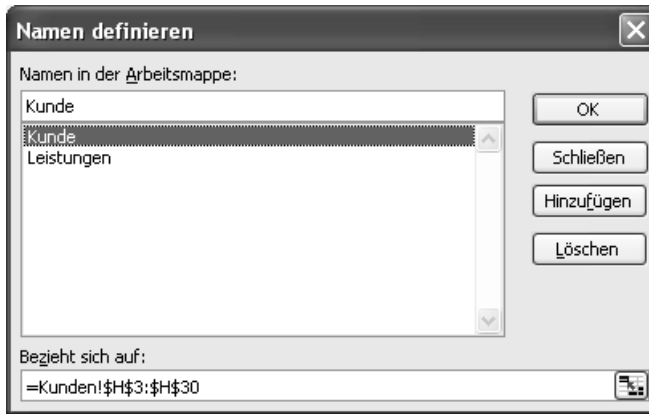 Namen definieren
Namen in der Arbeitsmappe:
Kunde
OK
Kunde
Leistungen
Schließen
Hinzufügen
Löschen
Bezieht sich auf:
=Kunden!$H$3:$H$30